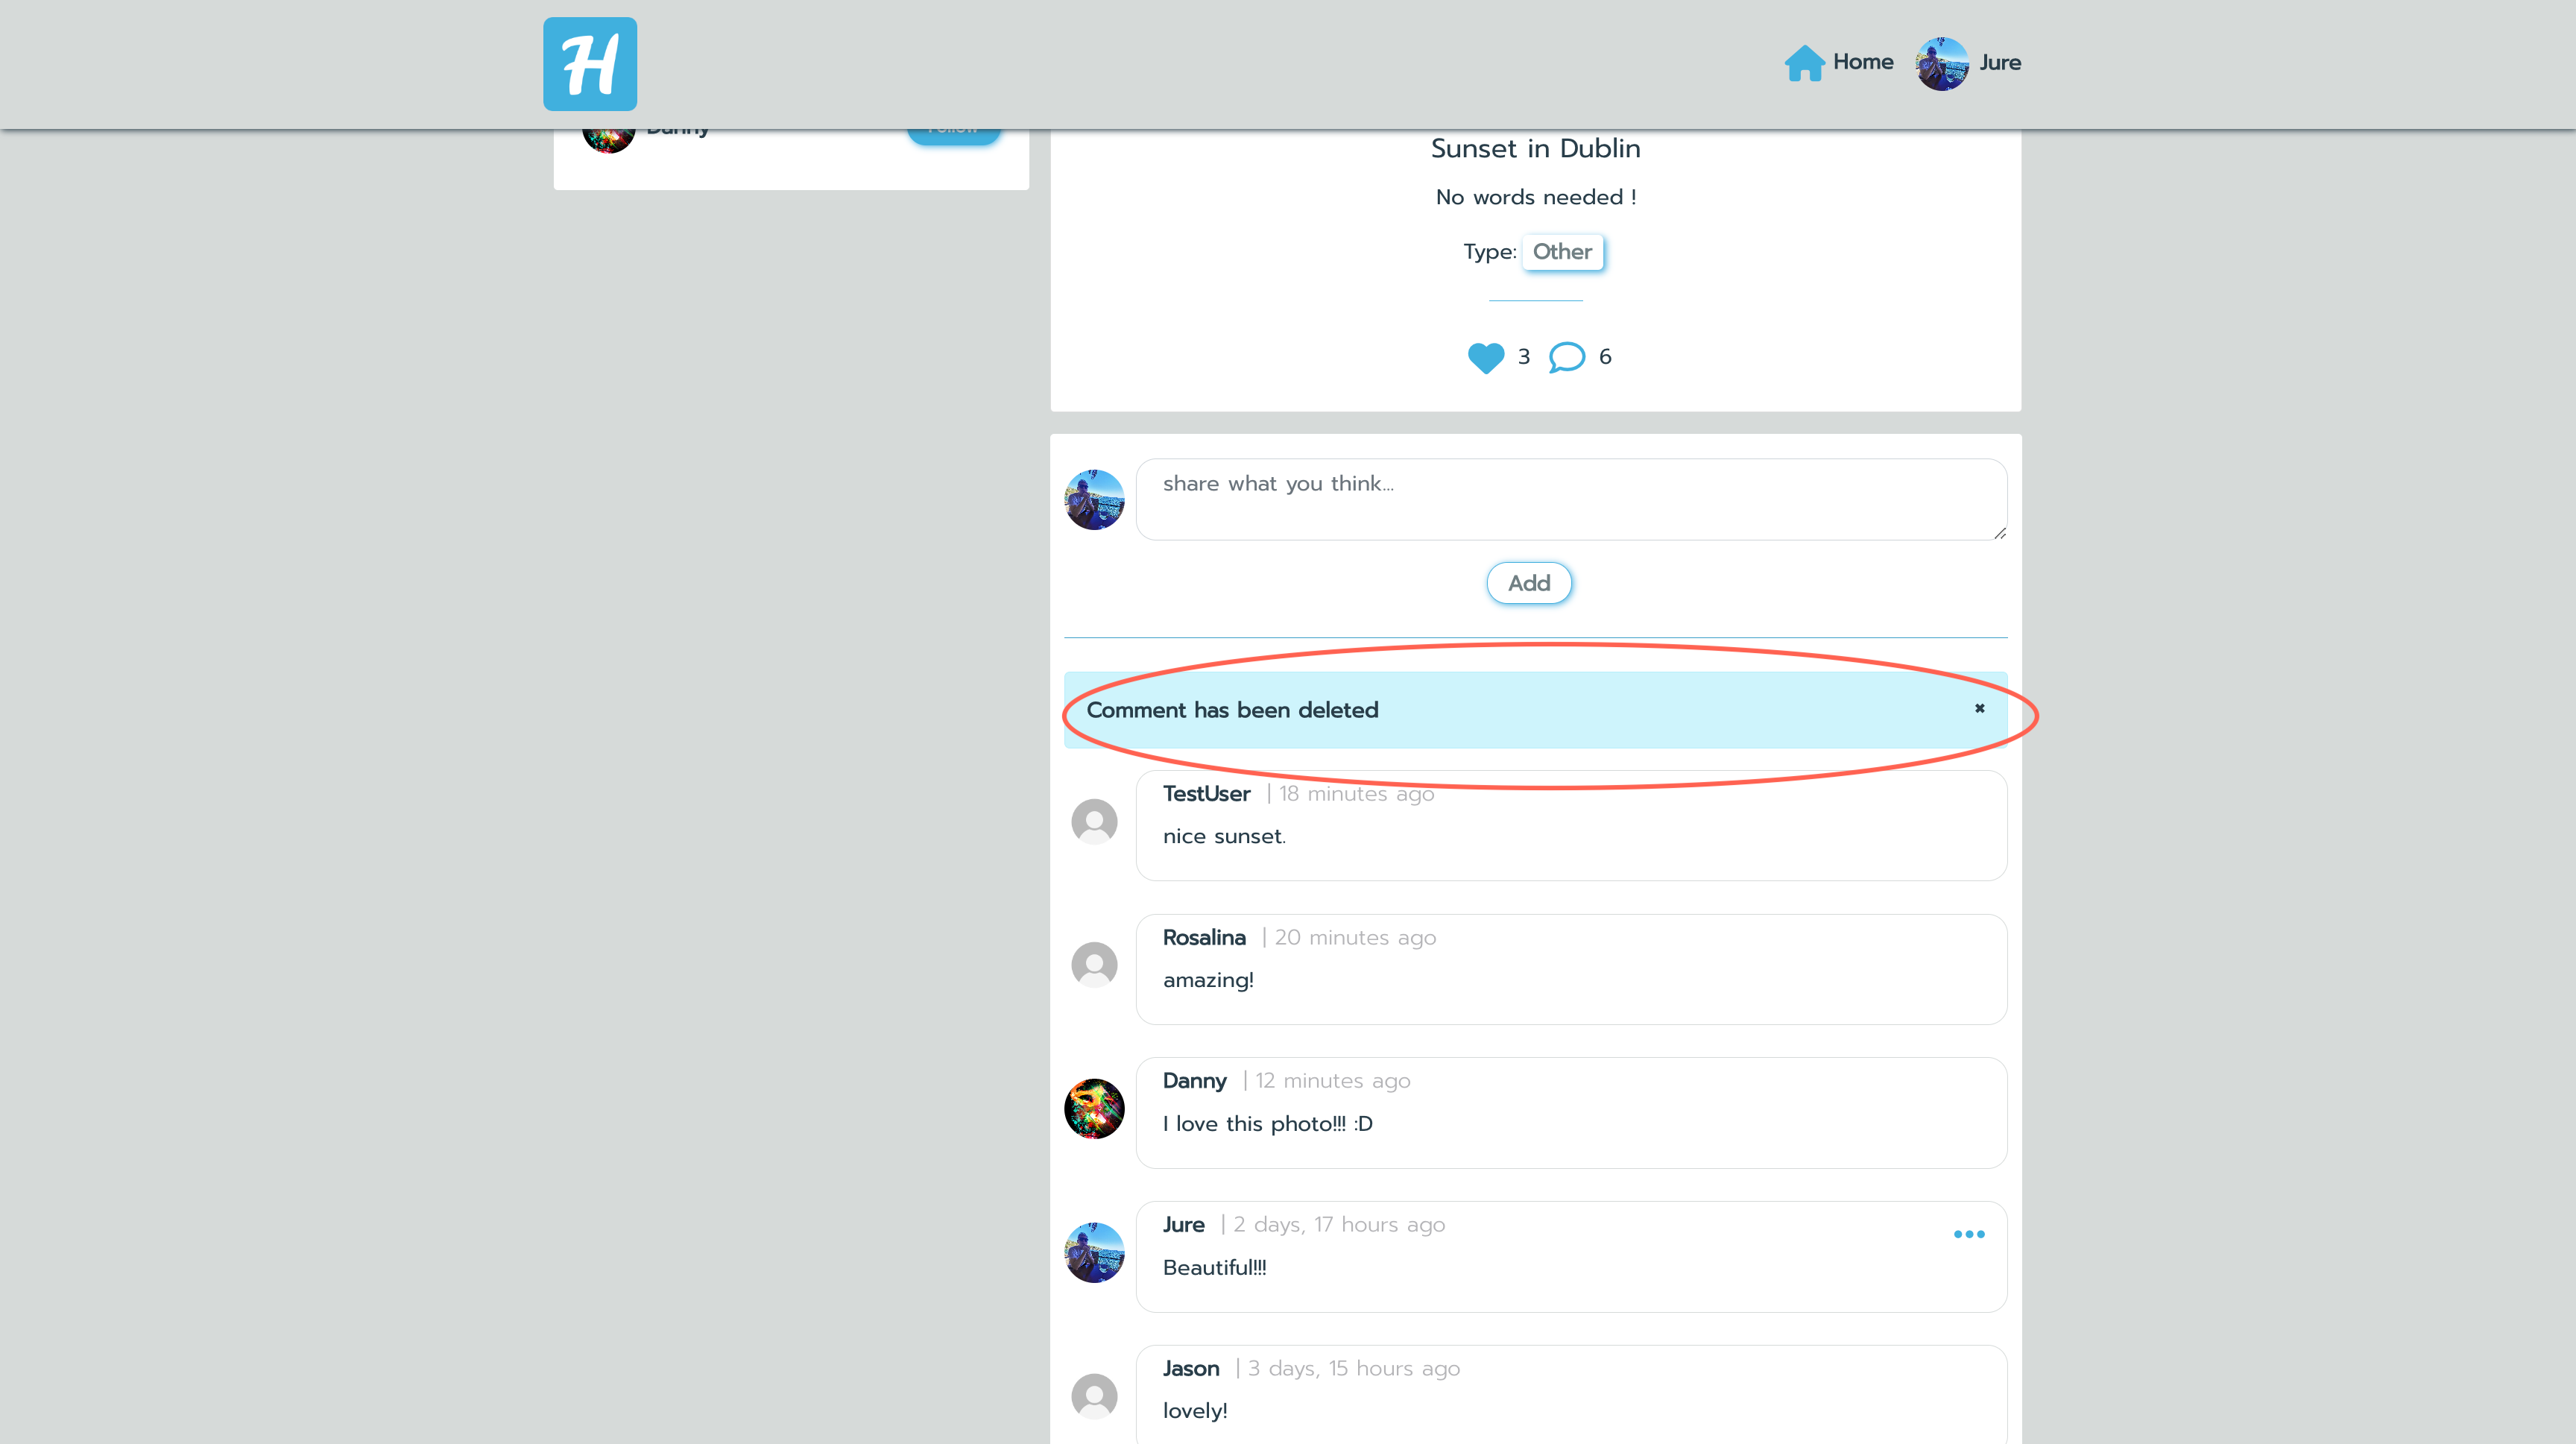 H
Home
Jure
Danny
Follow
Sunset in Dublin
No words needed !
Type: Other
3
6
share what you think...
Add
Comment has been deleted
TestUser | 18 minutes ago
nice sunset.
Rosalina | 20 minutes ago
amazing!
Danny | 12 minutes ago
I love this photo!!! :D
Jure | 2 days, 17 hours ago
Beautiful!!!
Jason | 3 days, 15 hours ago
lovely!